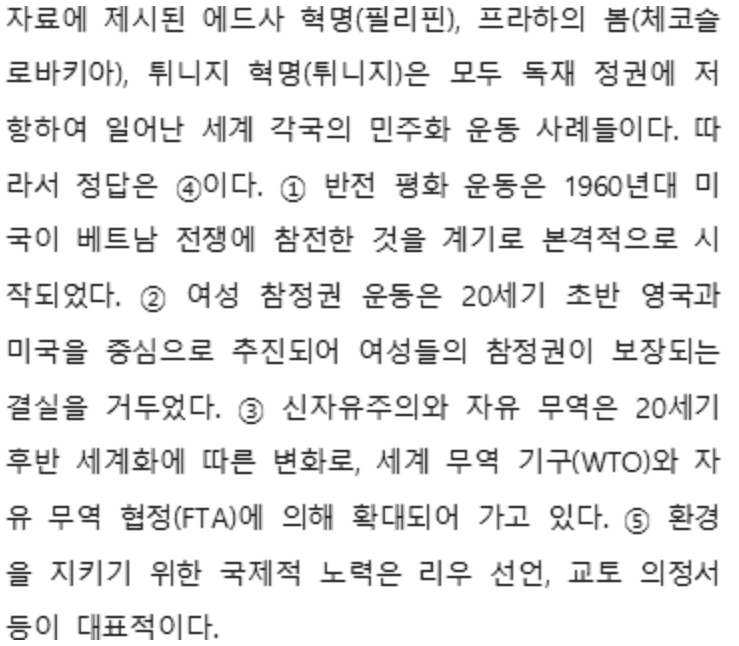 자료에 제시된 에드사 혁명(필리핀), 프라하의 봄(체코슬
로바키아), 튀니지 혁명(튀니지)은 모두 독재 정권에 저
항하여 일어난 세계 각국의 민주화 운동 사례들이다. 따
라서 정답은 ④이다. ① 반전 평화 운동은 1960년대 미
국이 베트남 전쟁에 참전한 것을 계기로 본격적으로 시
작되었다. ② 여성 참정권 운동은 20세기 초반 영국과
미국을 중심으로 추진되어 여성들의 참정권이 보장되는
결실을 거두었다. ③ 신자유주의와 자유 무역은 20세기
후반 세계화에 따른 변화로, 세계 무역 기구(WTO)와 자
유 무역 협정(FTA)에 의해 확대되어 가고 있다. ⑤ 환경
을 지키기 위한 국제적 노력은 리우 선언, 교토 의정서
등이 대표적이다.